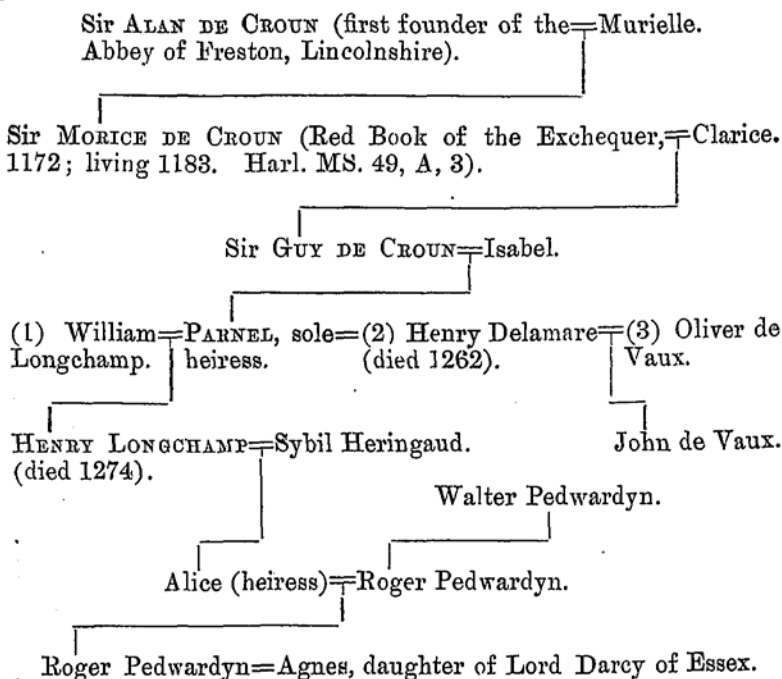 Sir ALAN DE CROUN (first founder of the=Murielle.
Abbey of Freston, Lincolnshire).
Sir MORICE DE CROUN (Red Book of the Exchequer,=Clarice.
1172; living 1183. Harl. MS. 49, A, 3).
Sir GUY DE CROUN=Isabel.
(1) William=PARNEL, sole=(2) Henry Delamare=(3) Oliver de
Longchamp. heiress. (died 1262). Vaux.
HENRY LONGCHAMP=Sybil Heringaud. John de Vaux.
(died 1274).
Walter Pedwardyn.
Alice (heiress)=Roger Pedwardyn.
Roger Pedwardyn=Agnes, daughter of Lord Darcy of Essex.